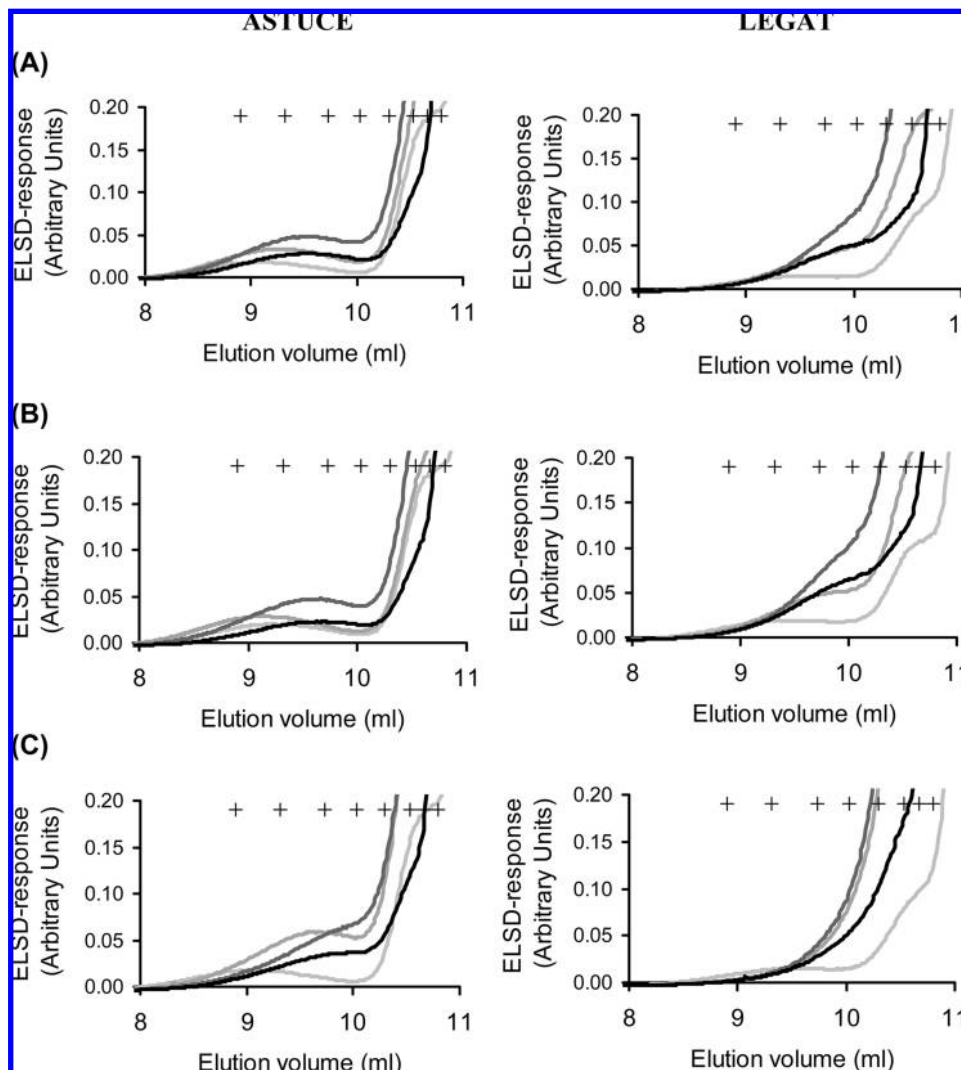 ASTUCE LEGAT
(A)
ELSD-response
(Arbitrary Units)
0.20
0.15
0.10
0.05
0.00
8 9 10 11
Elution volume (ml)
ELSD-response
(Arbitrary Units)
0.20
0.15
0.10
0.05
0.00
8 9 10 1
Elution volume (ml)
(B)
ELSD-response
(Arbitrary Units)
0.20
0.15
0.10
0.05
0.00
8 9 10 11
Elution volume (ml)
ELSD-response
(Arbitrary Units)
0.20
0.15
0.10
0.05
0.00
8 9 10 11
Elution volume (ml)
(C)
ELSD-response
(Arbitrary Units)
0.20
0.15
0.10
0.05
0.00
8 9 10 11
Elution volume (ml)
ELSD-response
(Arbitrary Units)
0.20
0.15
0.10
0.05
0.00
8 9 10 11
Elution volume (ml)